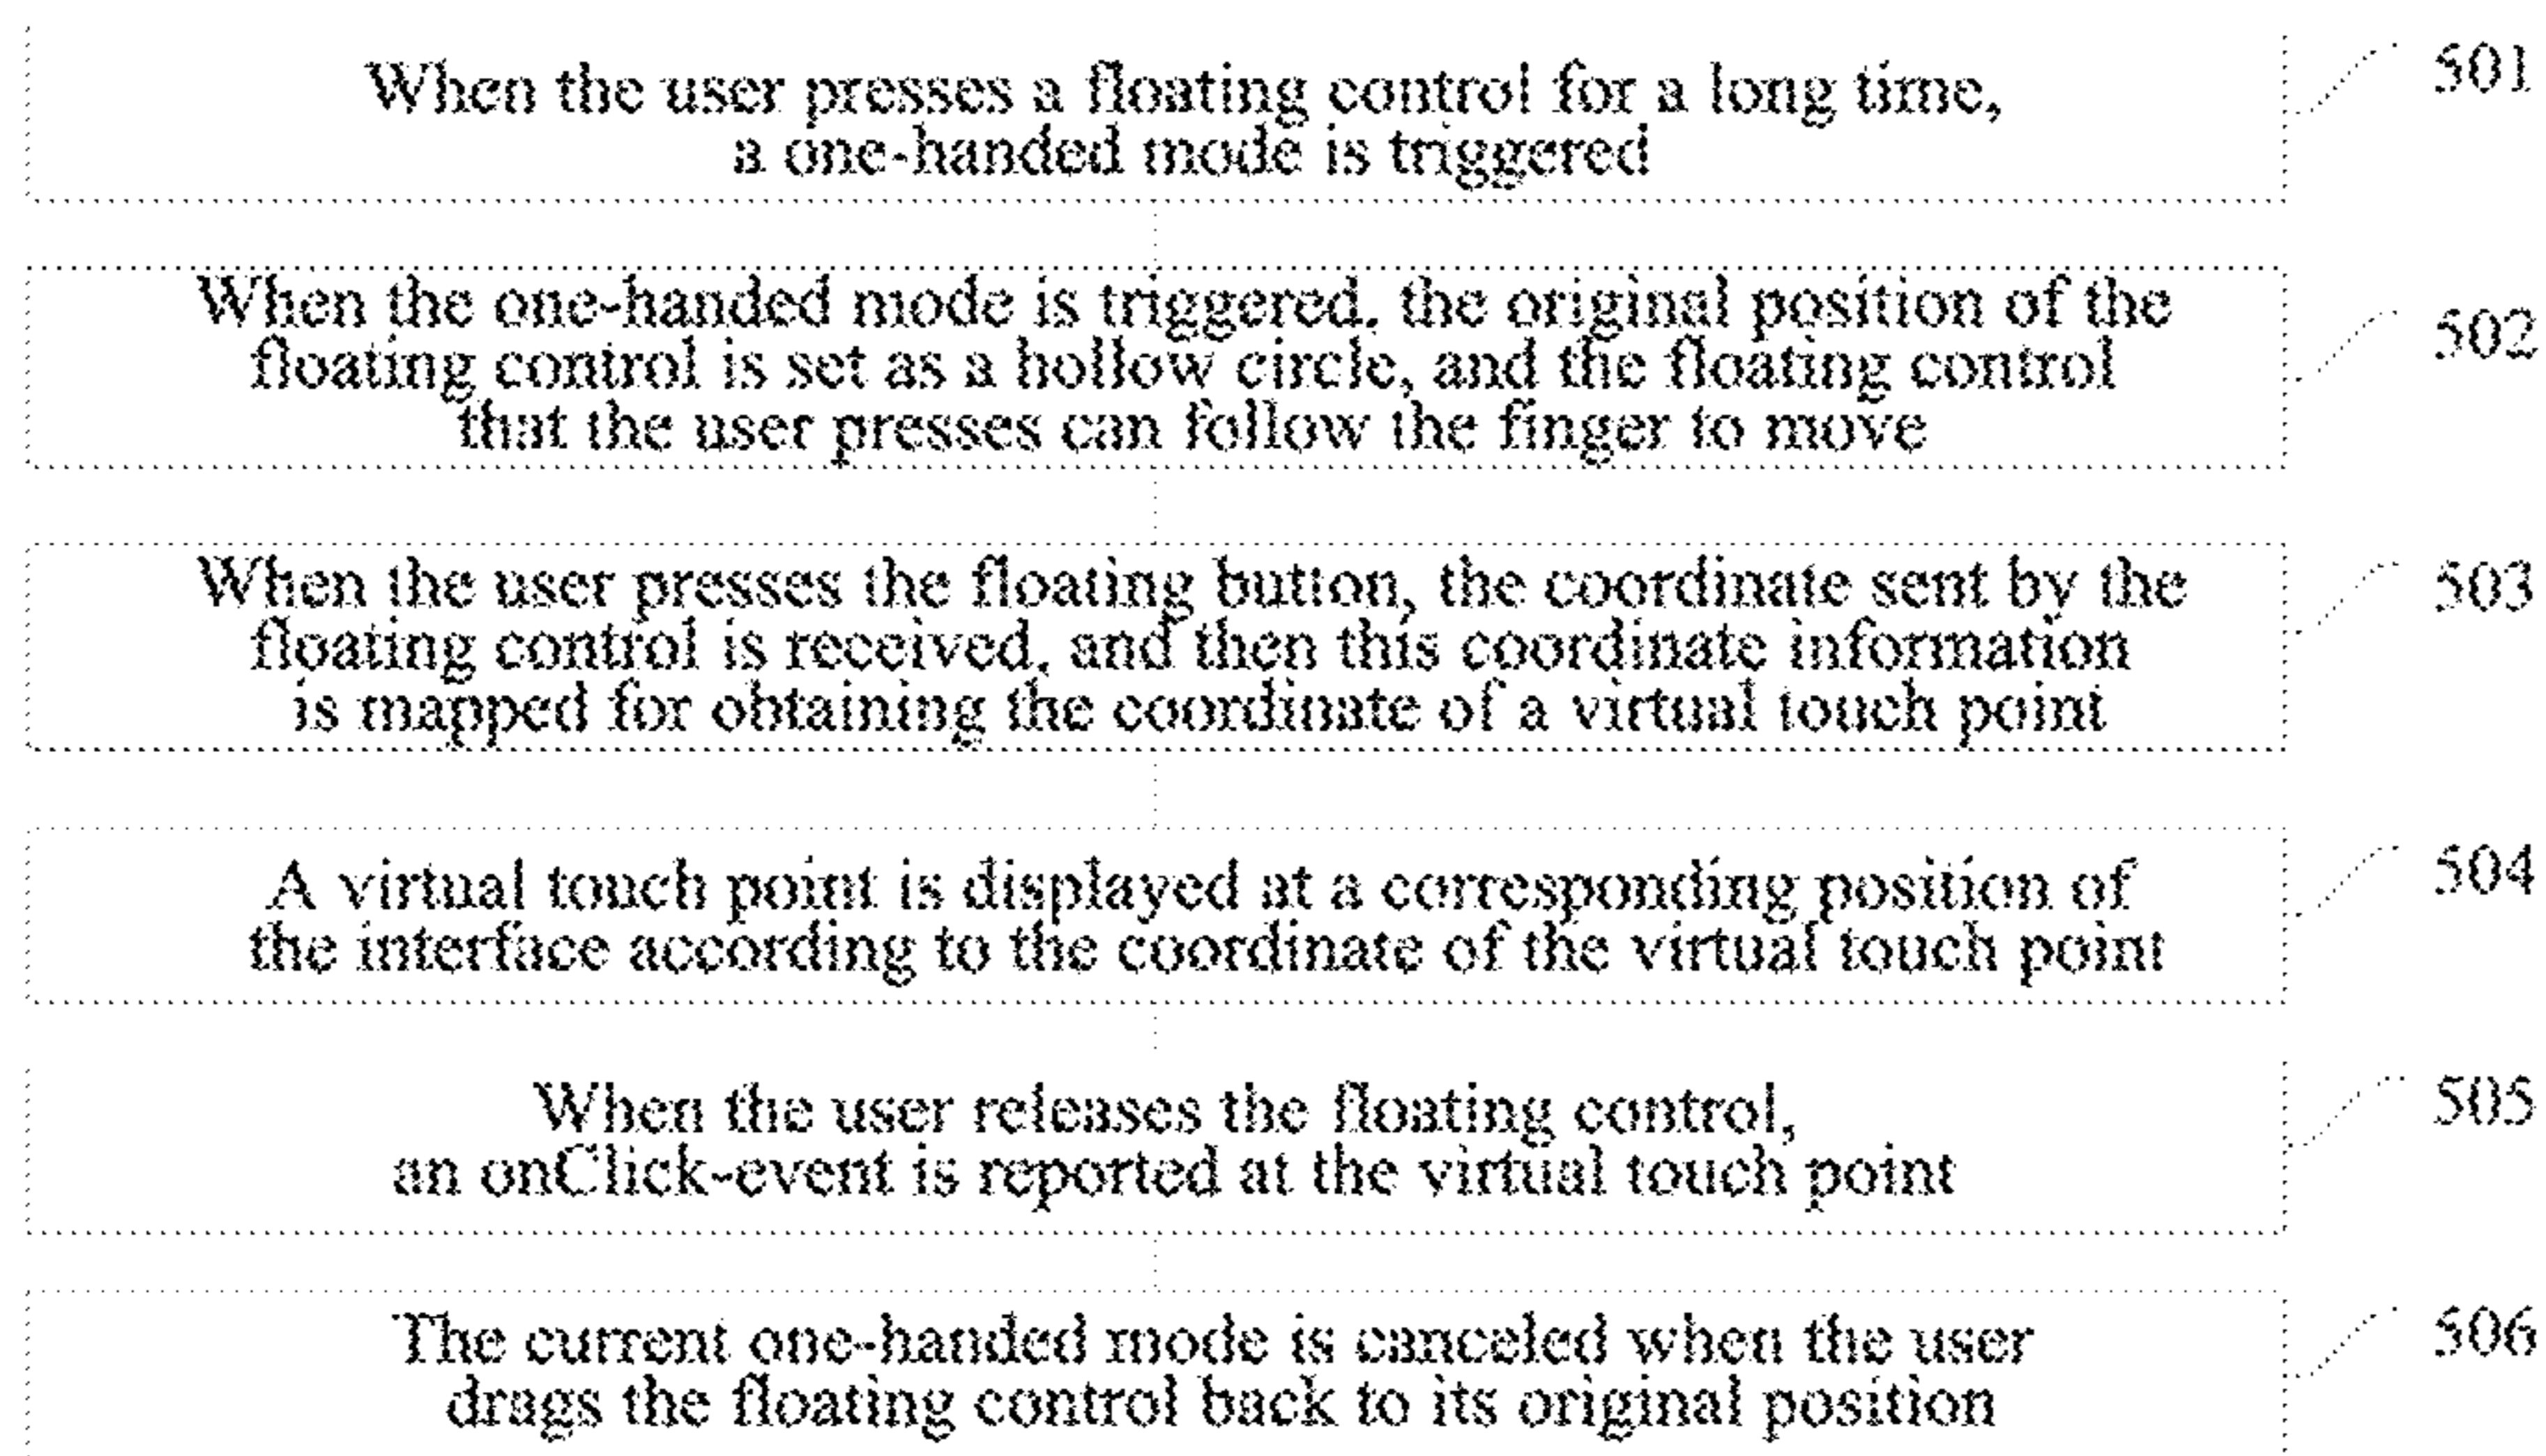 When the user presses a floating control for a long time,
a one-handed mode is triggered
501
When the one-handed mode is triggered, the original position of the
floating control is set as a hollow circle, and the floating control
that the user presses can follow the finger to move
502
When the user presses the floating button, the coordinate sent by the
floating control is received, and then this coordinate information
is mapped for obtaining the coordinate of a virtual touch point
503
A virtual touch point is displayed at a corresponding position of
the interface according to the coordinate of the virtual touch point
504
When the user releases the floating control,
an onClick-event is reported at the virtual touch point
505
The current one-handed mode is canceled when the user
drags the floating control back to its original position
506